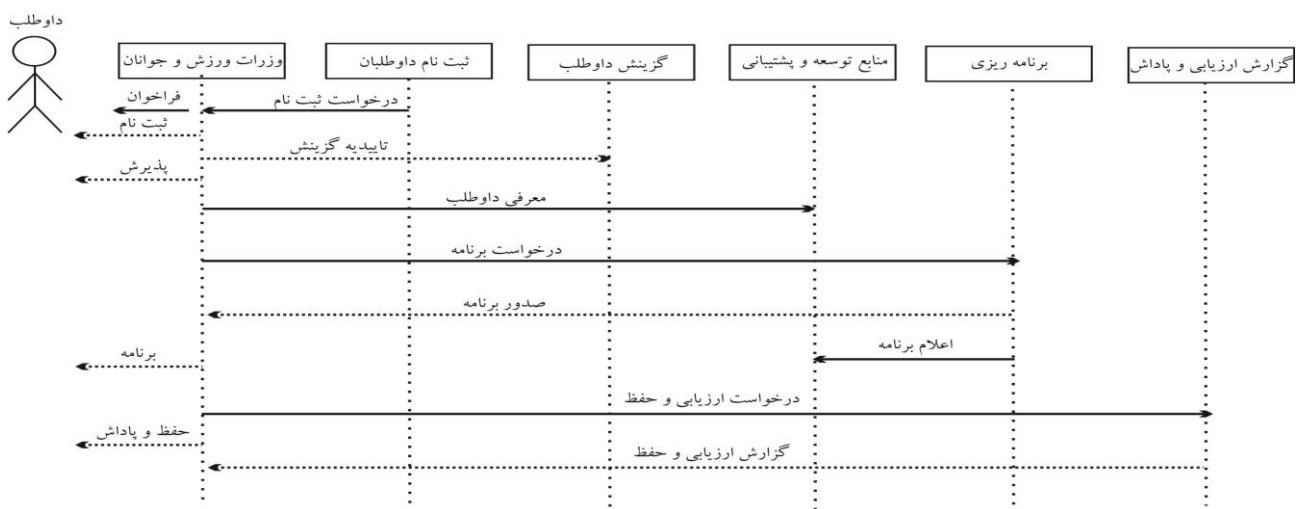 داوطلب
وزرات ورزش و جوانان
ثبت نام داوطلبان
گزینش داوطلب
منابع توسعه و پشتیبانی
برنامه ریزی
گزارش ارزیابی و پاداش
فراخوان
درخواست ثبت نام
ثبت نام
تاییدیه گزینش
پذیرش
معرفی داوطلب
درخواست برنامه
صدور برنامه
اعلام برنامه
برنامه
درخواست ارزیابی و حفظ
حفظ و پاداش
گزارش ارزیابی و حفظ